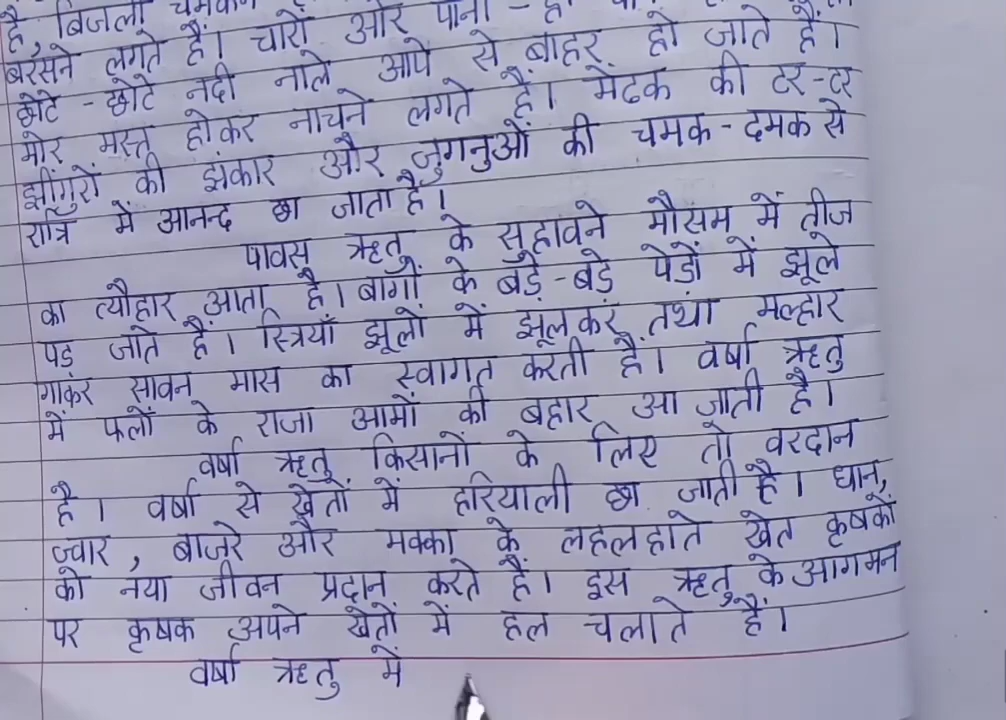 है, बिजली चमकने
बरसने लगते हैं। चारों ओर पानी -
छोटे - छोटे नदी नाले आपे से बाहर हो जाते हैं।
मोर मस्त होकर नाचने लगते हैं। मेढक की टर-टर
झींगुरों की झंकार और जुगनुओं की चमक - दमक से
रात्रि में आनन्द छा जाता है।
पावस ऋतु के सुहावने मौसम में तीज
का त्यौहार आता है। बागों के बड़े-बड़े पेड़ों में झूले
पड़ जाते हैं। स्त्रियाँ झूलों में झूलकर तथा मल्हार
गाकर सावन मास का स्वागत करती हैं। वर्षा ऋतु
में फलों के राजा आमों की बहार आ जाती है।
वर्षा ऋतु किसानों के लिए तो वरदान
है। वर्षा से खेतों में हरियाली छा जाती है। धान,
ज्वार, बाजरे और मक्का के लहलहाते खेत कृषकों
को नया जीवन प्रदान करते हैं। इस ऋतु के आगमन
पर कृषक अपने खेतों में हल चलाते हैं।
वर्षा ऋतु में